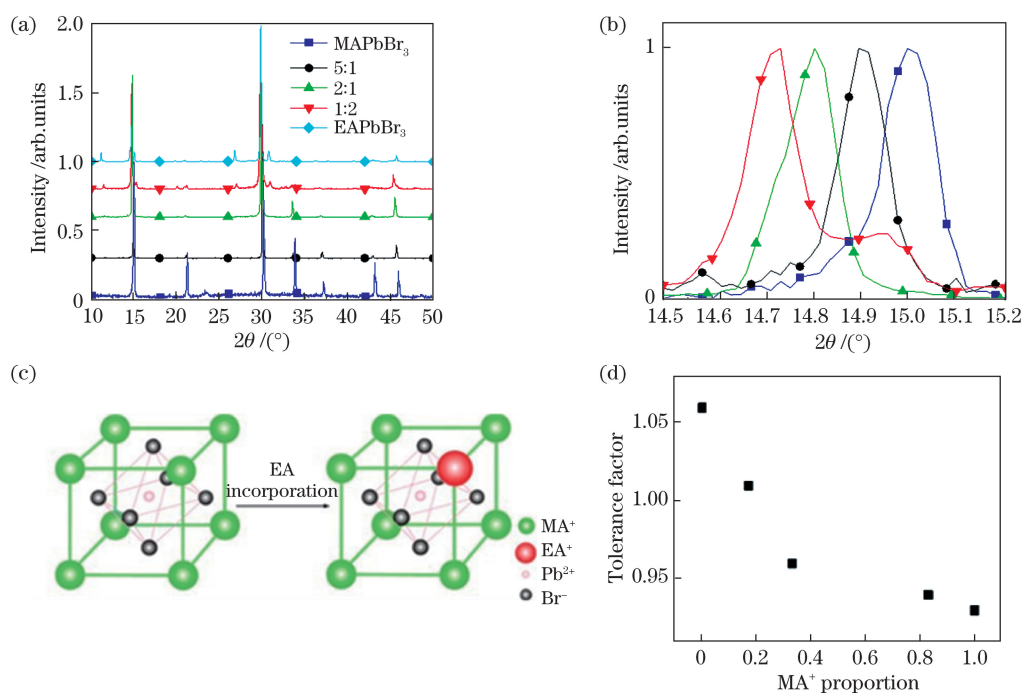 (a)
2.0
1.5
1.0
0.5
0
Intensity /arb.units
10 15 20 25 30 35 40 45 50
2θ /(°)
MAPbBr₃
5:1
2:1
1:2
EAPbBr₃
(b)
1
0
Intensity /arb.units
14.5 14.6 14.7 14.8 14.9 15.0 15.1 15.2
2θ /(°)
(c)
EA
incorporation
MA⁺
EA⁺
Pb²⁺
Br⁻
(d)
1.05
1.00
0.95
Tolerance factor
0 0.2 0.4 0.6 0.8 1.0
MA⁺ proportion